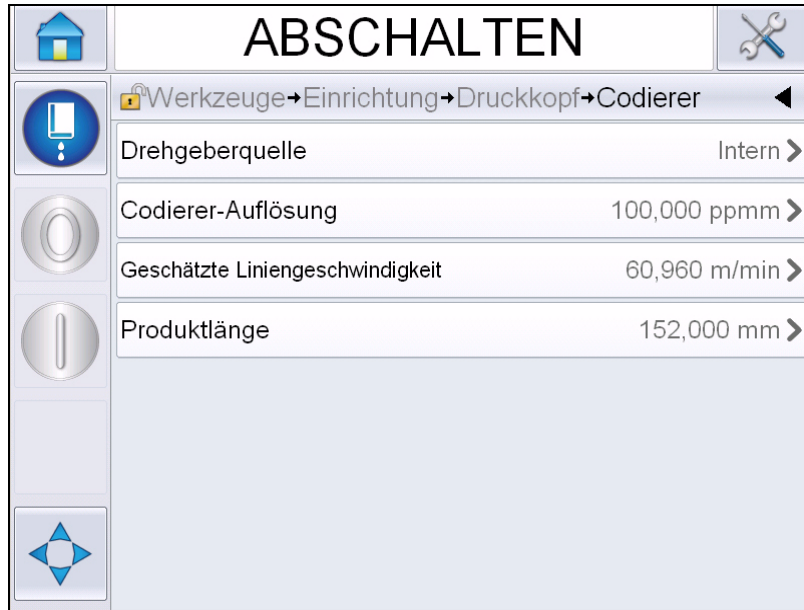 ABSCHALTEN
Werkzeuge➔Einrichtung➔Druckkopf➔Codierer
Drehgeberquelle Intern
Codierer-Auflösung 100,000 ppmm
Geschätzte Liniengeschwindigkeit 60,960 m/min
Produktlänge 152,000 mm